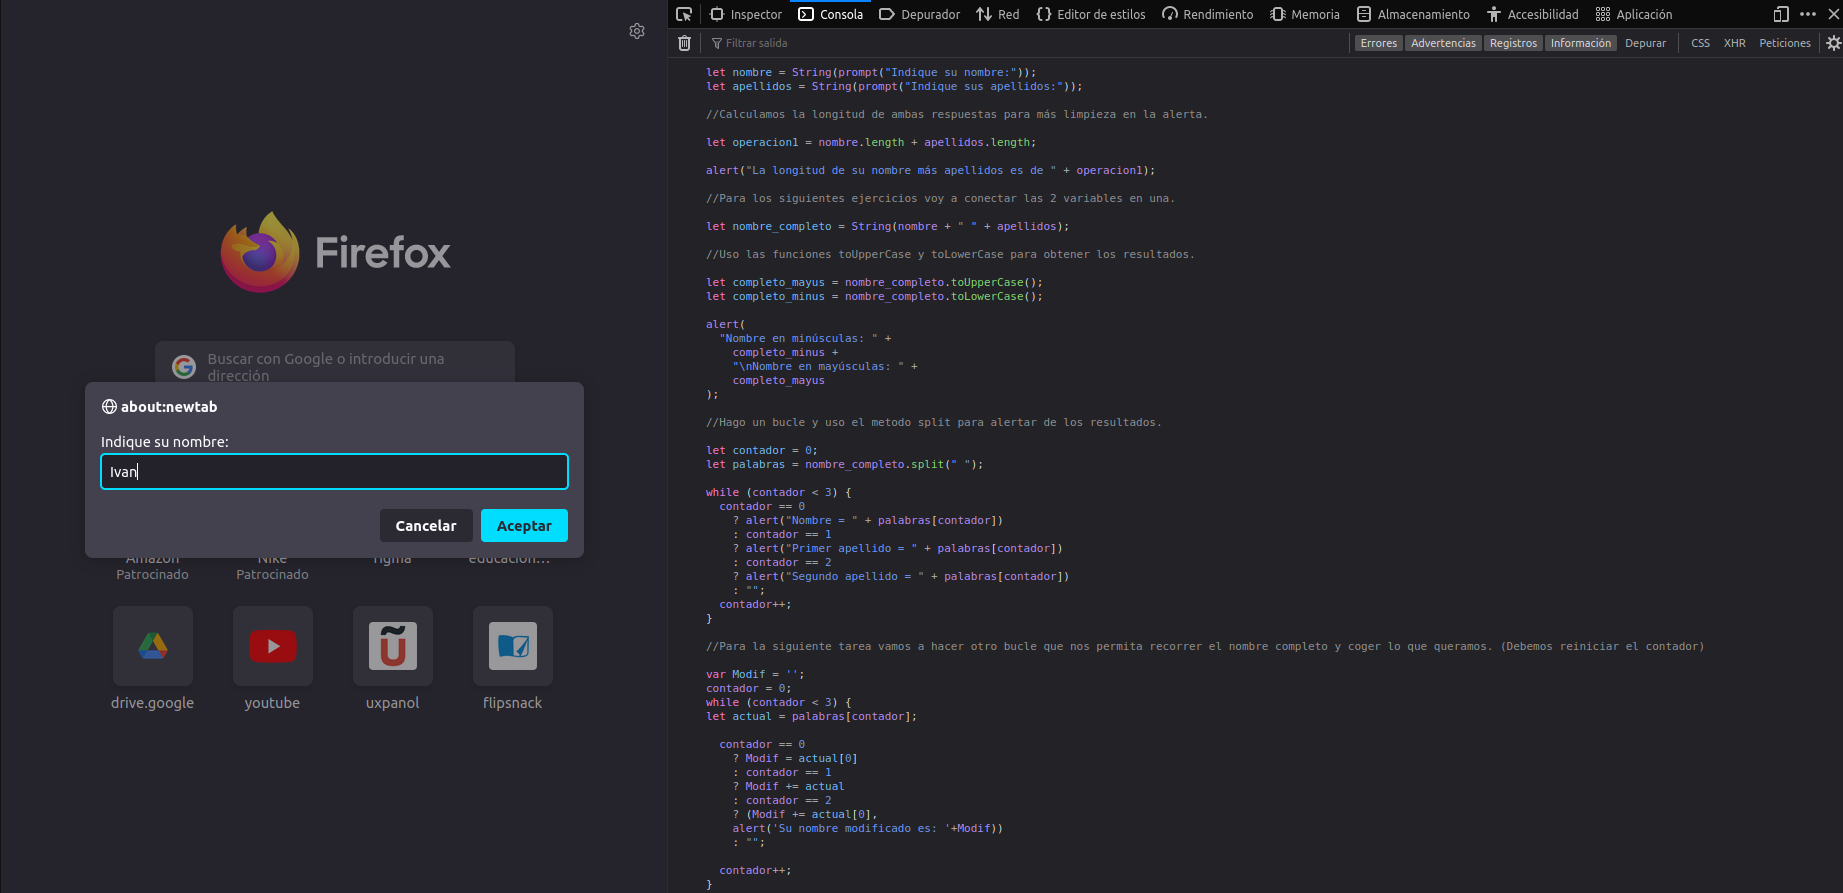 Firefox
Buscar con Google o introducir una
dirección
about:newtab
Indique su nombre:
Ivan
Cancelar
Aceptar
Amazon
Patrocinado
Nike
Patrocinado
figma
educacion...
drive.google
youtube
uxpanol
flipsnack
Inspector
Consola
Depurador
Red
Editor de estilos
Rendimiento
Memoria
Almacenamiento
Accesibilidad
Aplicación
Filtrar salida
Errores
Advertencias
Registros
Información
Depurar
CSS
XHR
Peticiones
let nombre = String(prompt("Indique su nombre:"));
let apellidos = String(prompt("Indique sus apellidos:"));
//Calculamos la longitud de ambas respuestas para más limpieza en la alerta.
let operacion1 = nombre.length + apellidos.length;
alert("La longitud de su nombre más apellidos es de " + operacion1);
//Para los siguientes ejercicios voy a conectar las 2 variables en una.
let nombre_completo = String(nombre + " " + apellidos);
//Uso las funciones toUpperCase y toLowerCase para obtener los resultados.
let completo_mayus = nombre_completo.toUpperCase();
let completo_minus = nombre_completo.toLowerCase();
alert(
"Nombre en minúsculas: " +
completo_minus +
"\nNombre en mayúsculas: " +
completo_mayus
);
//Hago un bucle y uso el metodo split para alertar de los resultados.
let contador = 0;
let palabras = nombre_completo.split(" ");
while (contador < 3) {
contador == 0
? alert("Nombre = " + palabras[contador])
: contador == 1
? alert("Primer apellido = " + palabras[contador])
: contador == 2
? alert("Segundo apellido = " + palabras[contador])
: "";
contador++;
}
//Para la siguiente tarea vamos a hacer otro bucle que nos permita recorrer el nombre completo y coger lo que queramos. (Debemos reiniciar el contador)
var Modif = '';
contador = 0;
while (contador < 3) {
let actual = palabras[contador];
contador == 0
? Modif = actual[0]
: contador == 1
? Modif += actual
: contador == 2
? (Modif += actual[0],
alert('Su nombre modificado es: '+Modif))
: "";
contador++;
}